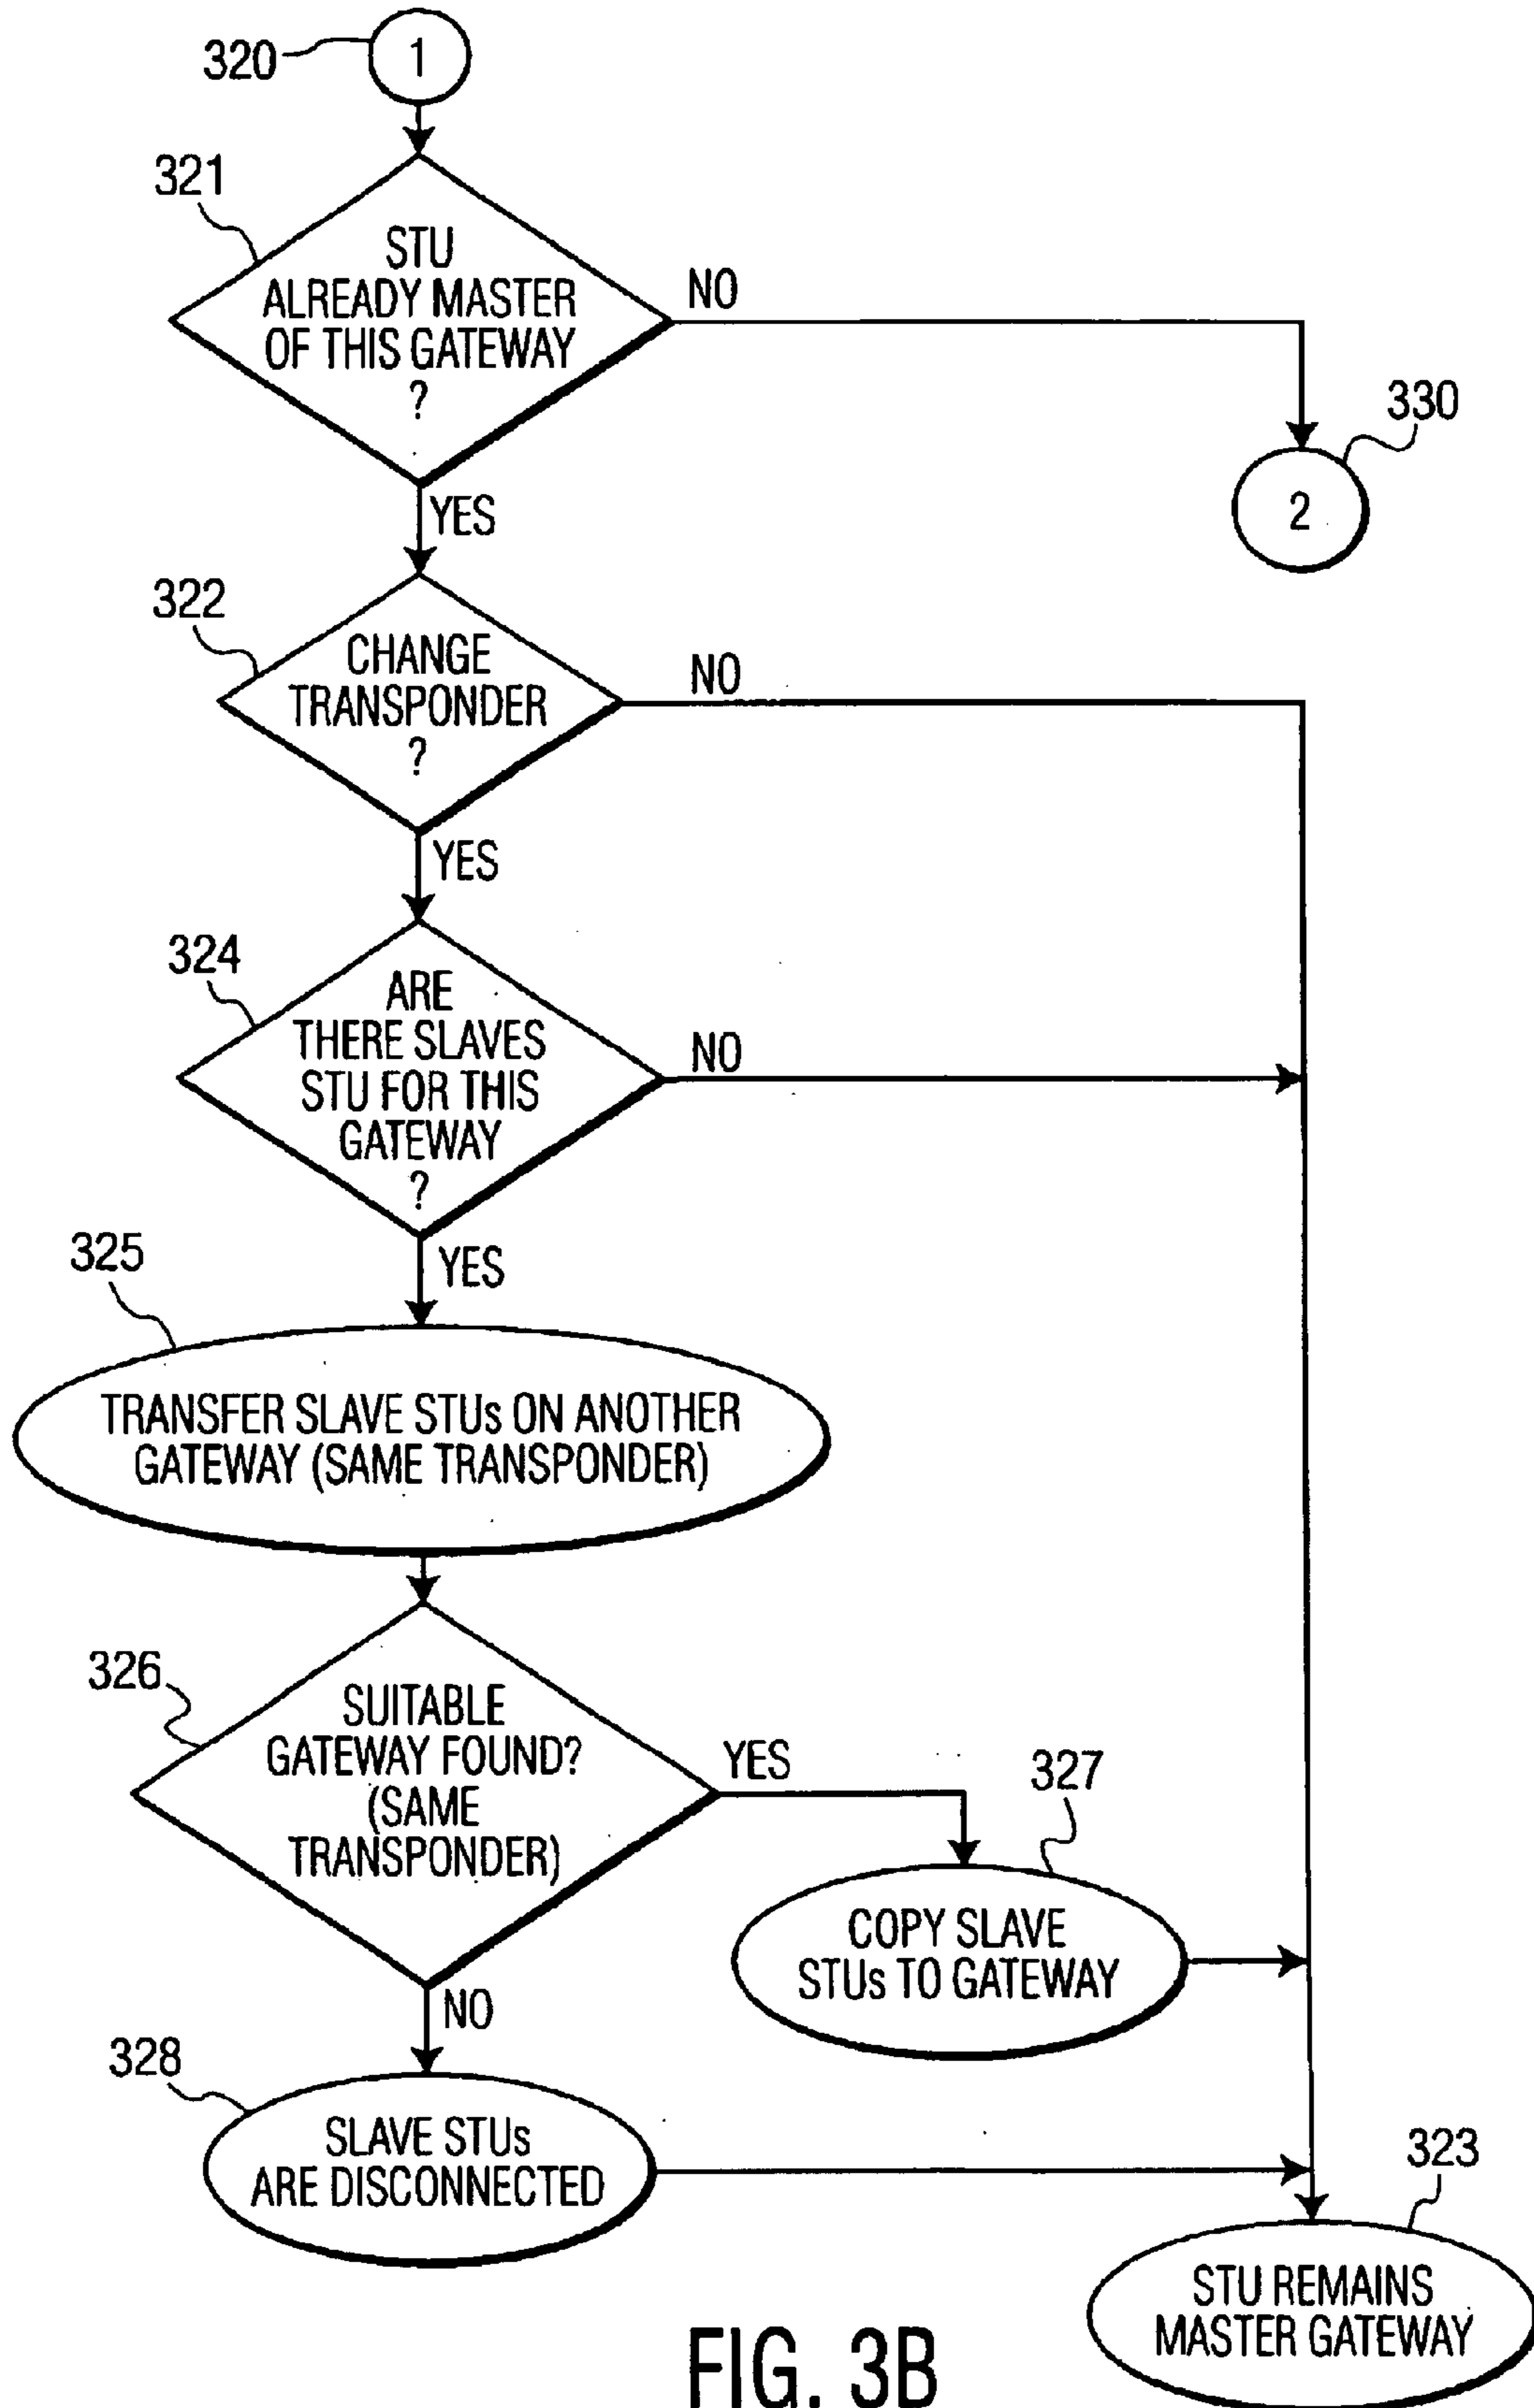 320
1
321
STU
ALREADY MASTER
OF THIS GATEWAY
?
NO
330
2
YES
322
CHANGE
TRANSPONDER
?
NO
YES
324
ARE
THERE SLAVES
STU FOR THIS
GATEWAY
?
NO
YES
325
TRANSFER SLAVE STUs ON ANOTHER
GATEWAY (SAME TRANSPONDER)
326
SUITABLE
GATEWAY FOUND?
(SAME
TRANSPONDER)
YES
327
COPY SLAVE
STUs TO GATEWAY
NO
328
SLAVE STUs
ARE DISCONNECTED
323
STU REMAINS
MASTER GATEWAY
FIG. 3B